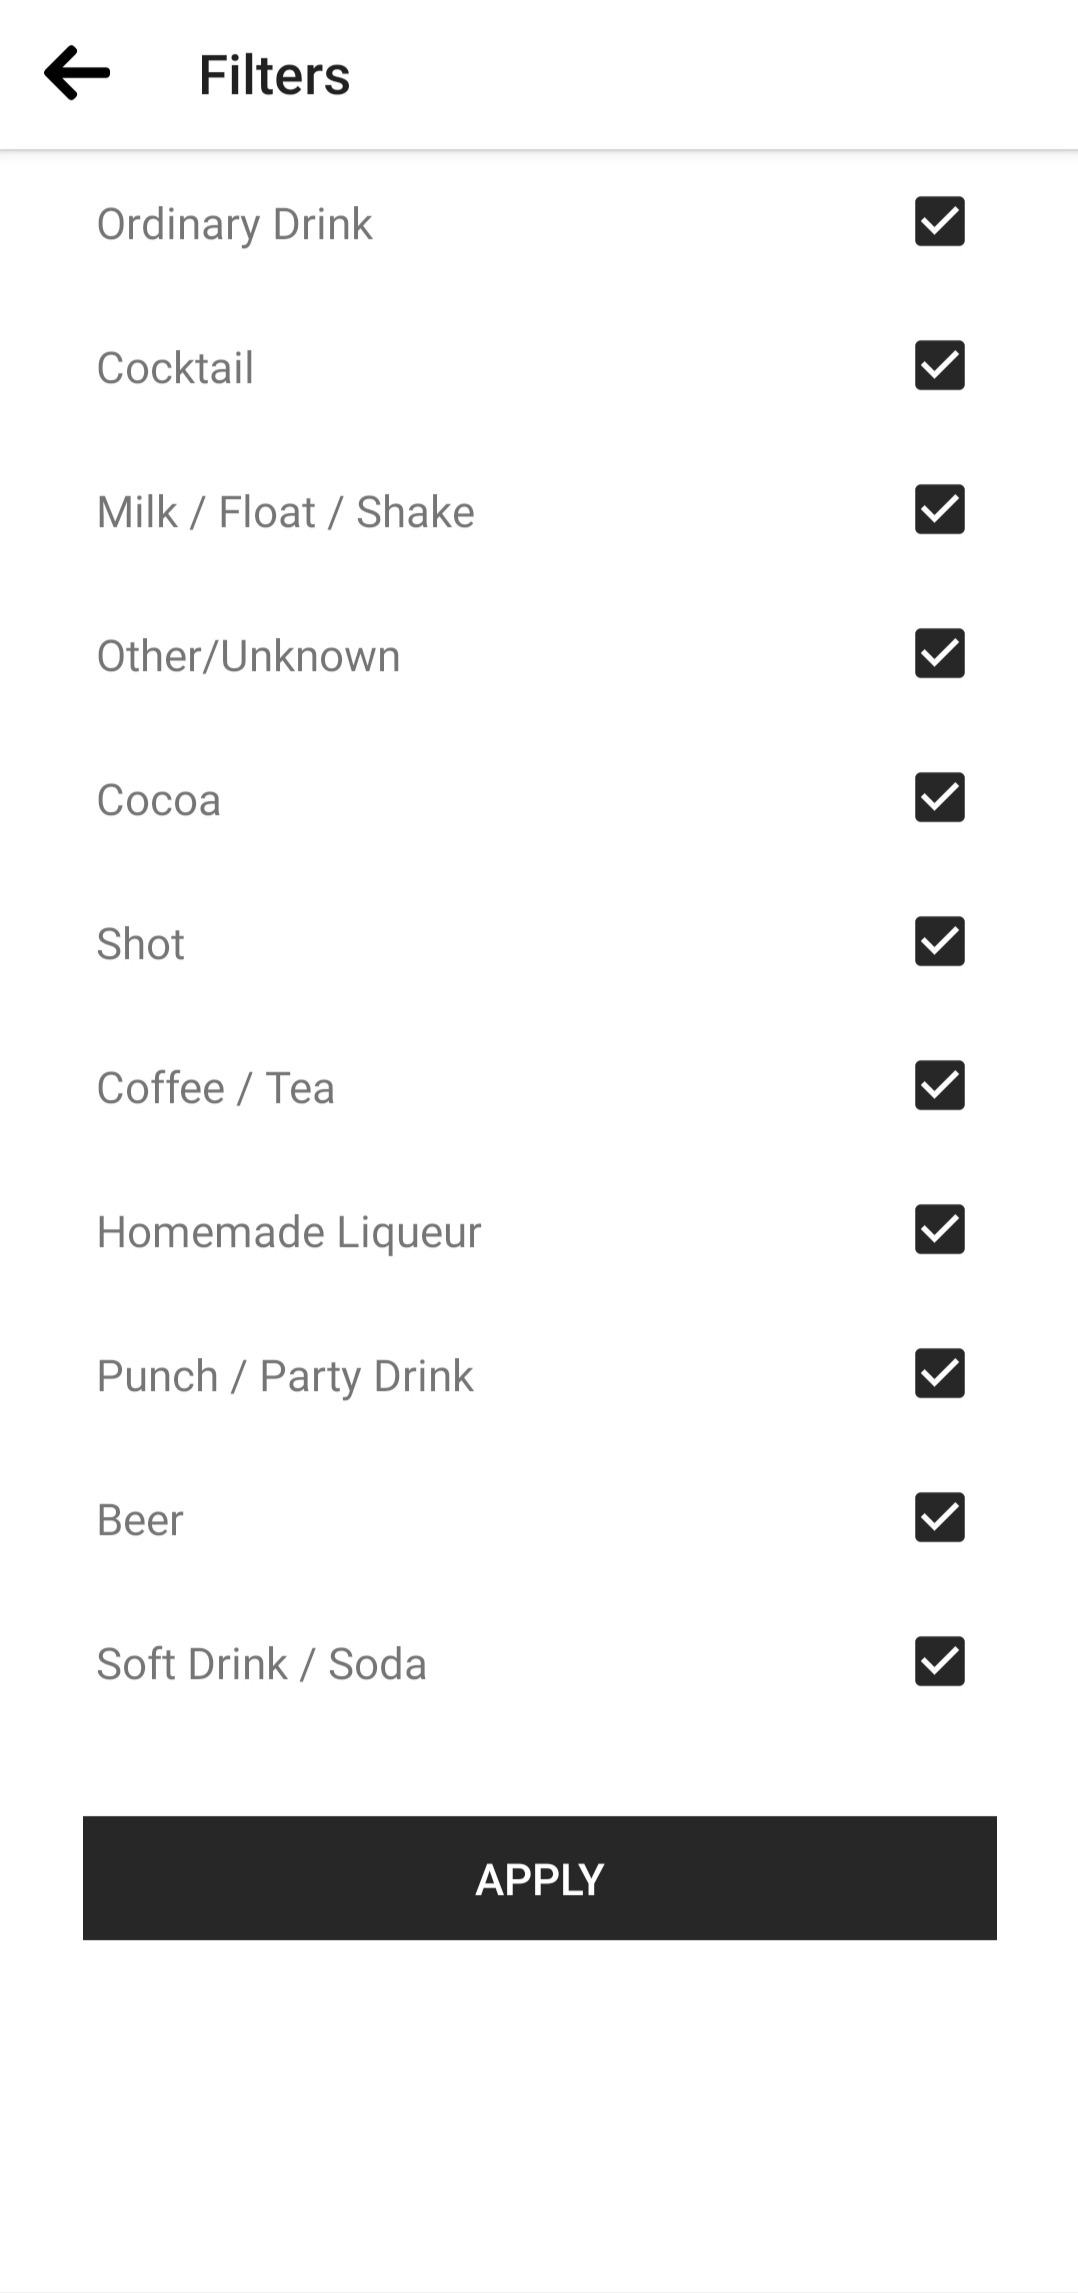 Filters
Ordinary Drink
Cocktail
Milk / Float / Shake
Other/Unknown
Cocoa
Shot
Coffee / Tea
Homemade Liqueur
Punch / Party Drink
Beer
Soft Drink / Soda
APPLY